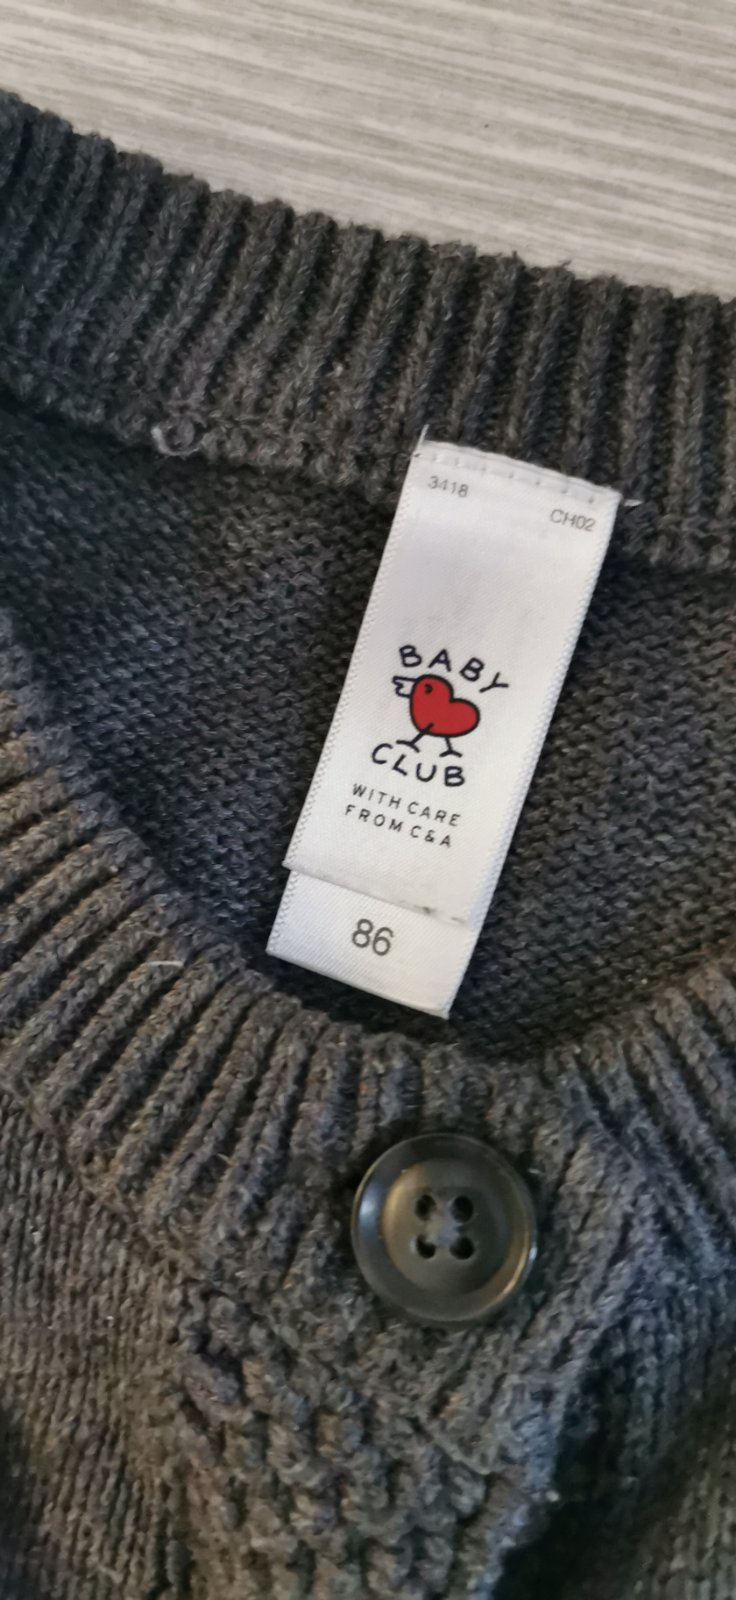 3418
CH02
BABY
CLUB
WITH CARE
FROM C&A
86